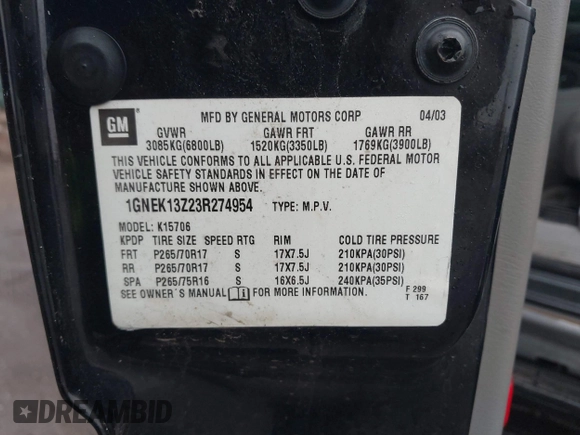 GM
MFD BY GENERAL MOTORS CORP 04/03
GVWR GAWR FRT GAWR RR
3085KG(6800LB) 1520KG(3350LB) 1769KG(3900LB)
THIS VEHICLE CONFORMS TO ALL APPLICABLE U.S. FEDERAL MOTOR
VEHICLE SAFETY STANDARDS IN EFFECT ON THE DATE OF
MANUFACTURE SHOWN ABOVE.
1GNEK13Z23R274954 TYPE: M.P.V.
MODEL: K15706
KPDP TIRE SIZE SPEED RTG RIM COLD TIRE PRESSURE
FRT P265/70R17 S 17X7.5J 210KPA(30PSI)
RR P265/70R17 S 17X7.5J 210KPA(30PSI)
SPA P265/75R16 S 16X6.5J 240KPA(35PSI)
SEE OWNER'S MANUAL i FOR MORE INFORMATION.
F 299
T 167
DREAMBID